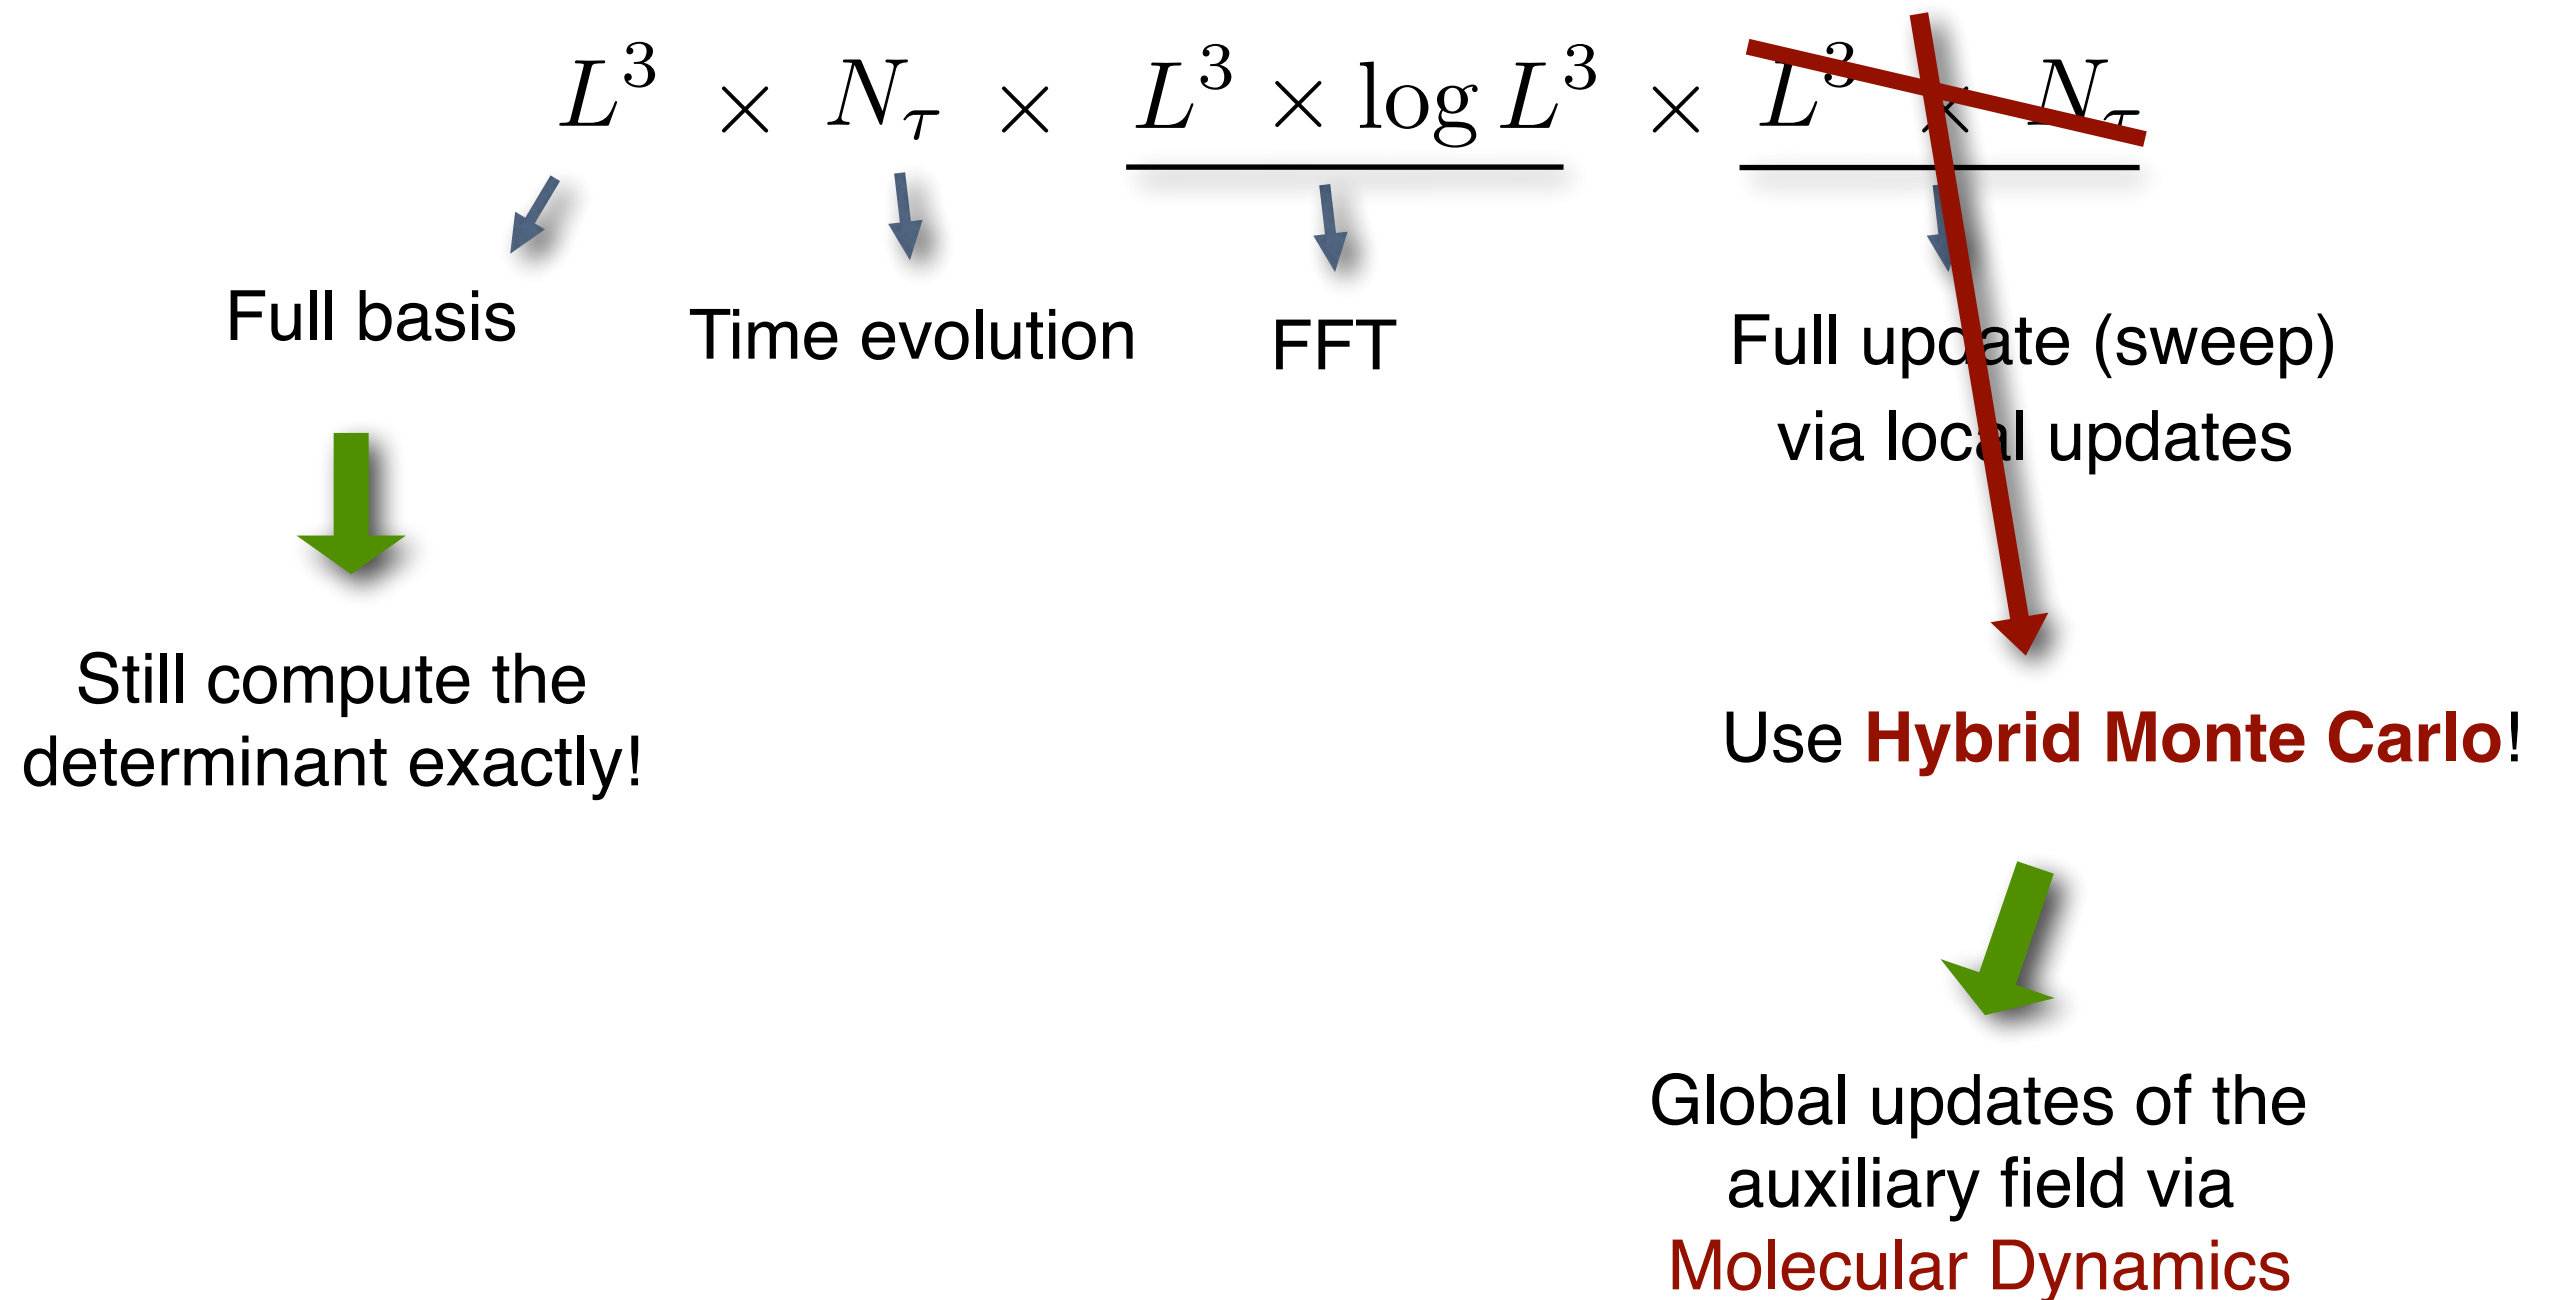 L³ × N_τ × L³ × log L³ × L³ × N_τ
Full basis
Time evolution
FFT
Full update (sweep)
via local updates
Still compute the
determinant exactly!
Use Hybrid Monte Carlo!
Global updates of the
auxiliary field via
Molecular Dynamics